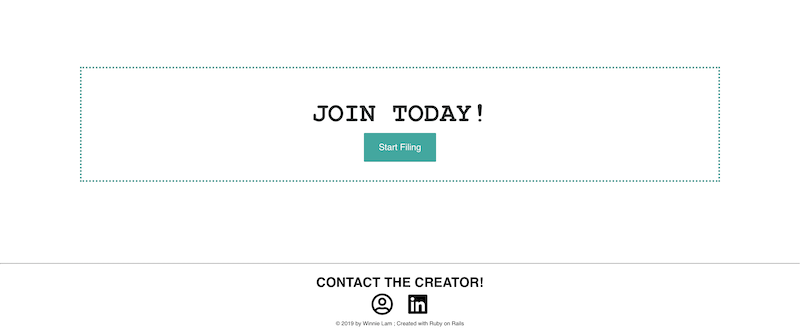 JOIN TODAY!
Start Filing
CONTACT THE CREATOR!
in
© 2019 by Winnie Lam ; Created with Ruby on Rails